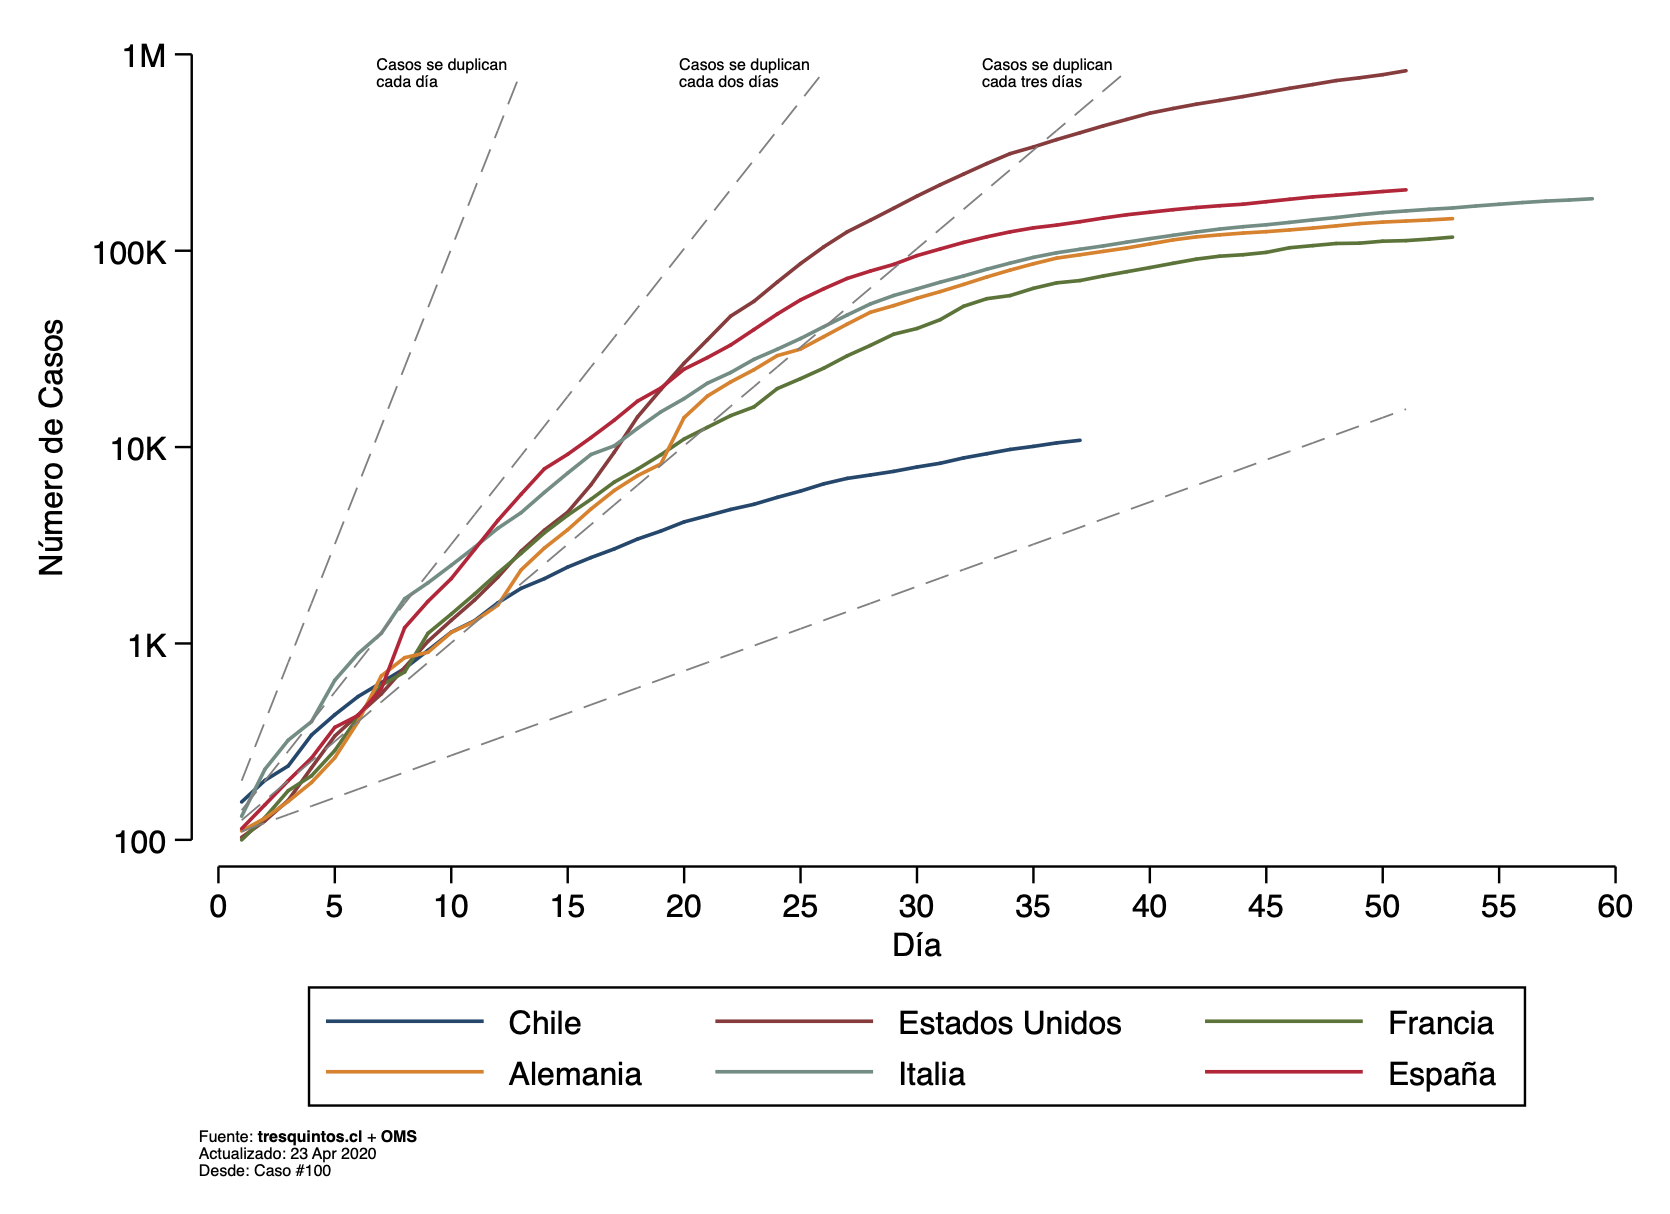 1M
100K
10K
1K
100
Número de Casos
Casos se duplican
cada día
Casos se duplican
cada dos días
Casos se duplican
cada tres días
0 5 10 15 20 25 30 35 40 45 50 55 60
Día
Chile Estados Unidos Francia
Alemania Italia España
Fuente: tresquintos.cl + OMS
Actualizado: 23 Apr 2020
Desde: Caso #100